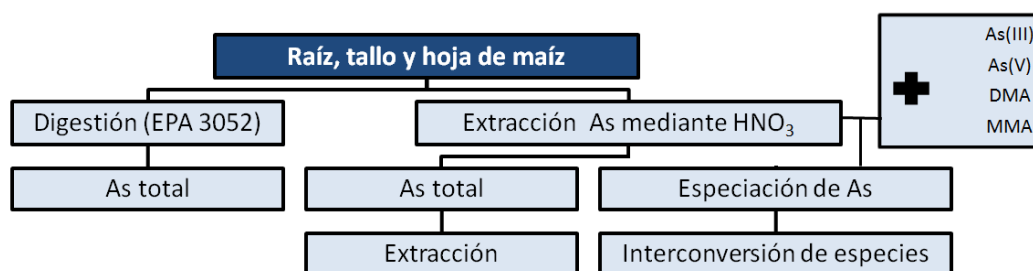 Raíz, tallo y hoja de maíz
As(III)
As(V)
DMA
MMA
Digestión (EPA 3052)
Extracción As mediante HNO₃
As total
As total
Especiación de As
Extracción
Interconversión de especies